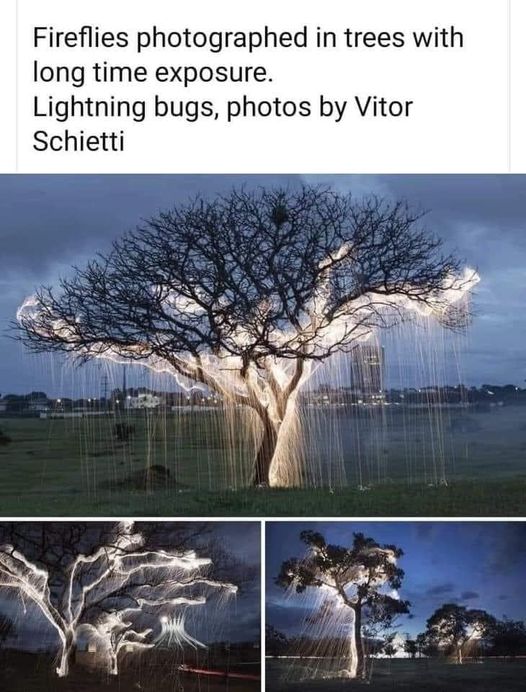 Fireflies photographed in trees with
long time exposure.
Lightning bugs, photos by Vitor
Schietti